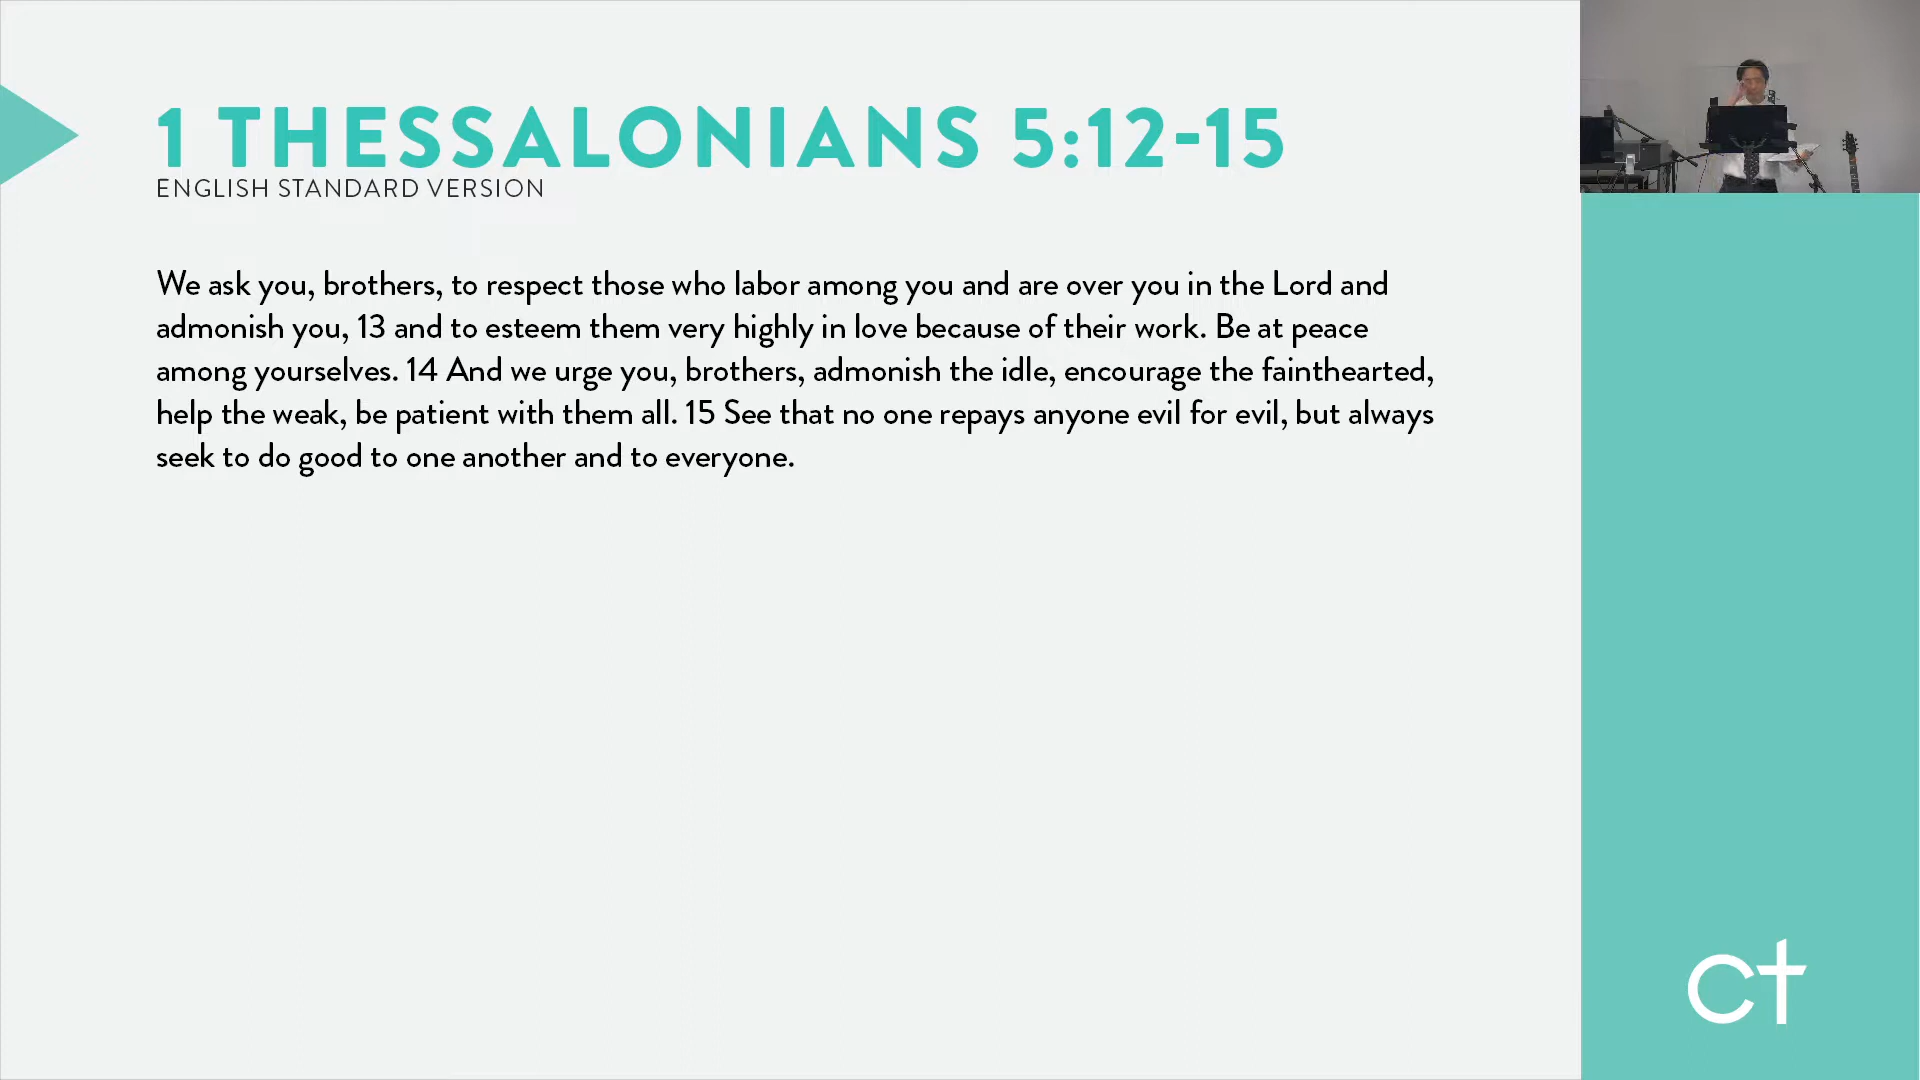 1 THESSALONIANS 5:12-15
ENGLISH STANDARD VERSION
We ask you, brothers, to respect those who labor among you and are over you in the Lord and
admonish you, 13 and to esteem them very highly in love because of their work. Be at peace
among yourselves. 14 And we urge you, brothers, admonish the idle, encourage the fainthearted,
help the weak, be patient with them all. 15 See that no one repays anyone evil for evil, but always
seek to do good to one another and to everyone.
ct